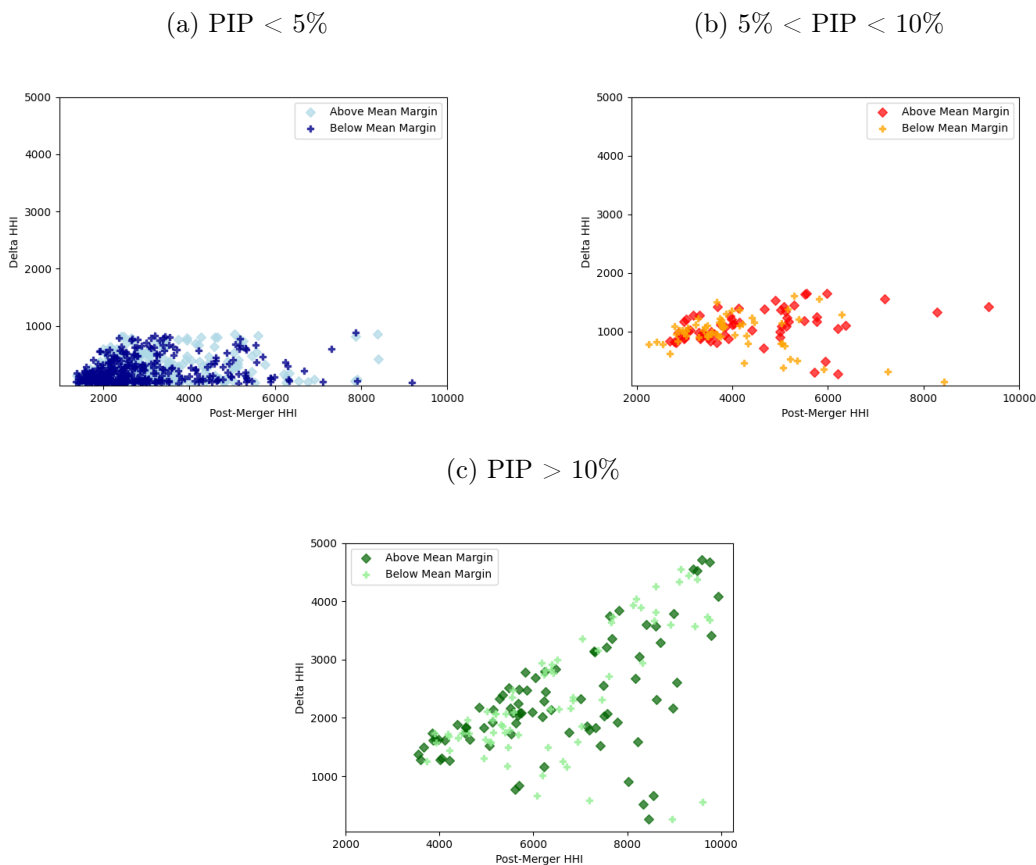 (a) PIP < 5%
(b) 5% < PIP < 10%
5000
4000
3000
2000
1000
Delta HHI
Above Mean Margin
Below Mean Margin
2000
4000
6000
8000
10000
Post-Merger HHI
5000
4000
3000
2000
1000
Delta HHI
Above Mean Margin
Below Mean Margin
2000
4000
6000
8000
10000
Post-Merger HHI
(c) PIP > 10%
5000
4000
3000
2000
1000
Delta HHI
Above Mean Margin
Below Mean Margin
2000
4000
6000
8000
10000
Post-Merger HHI